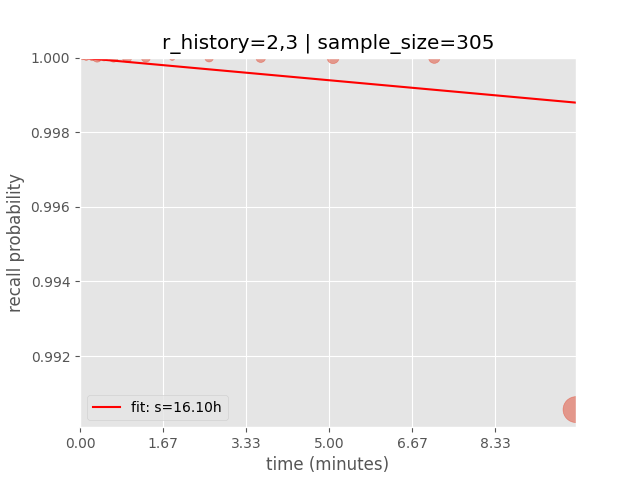 r_history=2,3 | sample_size=305
1.000
0.998
0.996
0.994
0.992
recall probability
fit: s=16.10h
0.00 1.67 3.33 5.00 6.67 8.33
time (minutes)